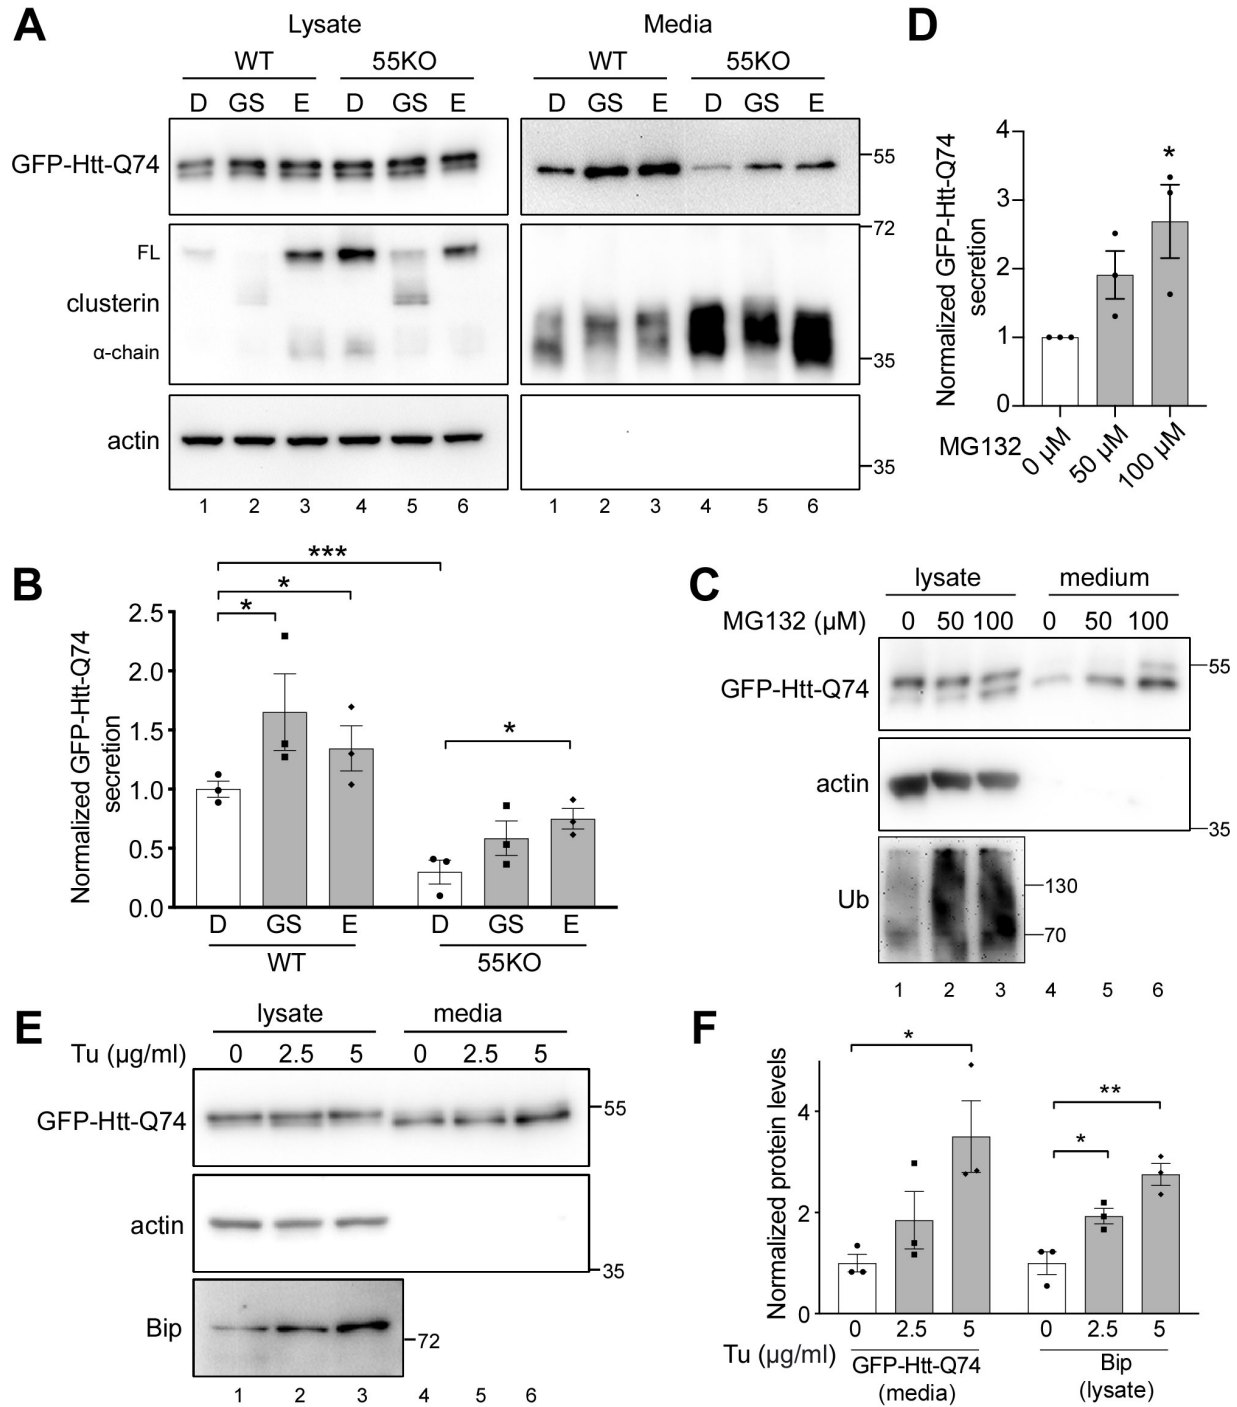 A
Lysate
Media
WT 55KO WT 55KO
D GS E D GS E D GS E D GS E
GFP-Htt-Q74
55
FL
clusterin
α-chain
72
35
actin
35
1 2 3 4 5 6 1 2 3 4 5 6
D
Normalized GFP-Htt-Q74
secretion
4
3
2
1
0
*
MG132
0 µM 50 µM 100 µM
B
Normalized GFP-Htt-Q74
secretion
2.5
2.0
1.5
1.0
0.5
0.0
***
*
*
*
D GS E D GS E
WT 55KO
C
lysate medium
MG132 (µM) 0 50 100 0 50 100
GFP-Htt-Q74
55
actin
35
Ub
130
70
1 2 3 4 5 6
E
lysate media
Tu (µg/ml) 0 2.5 5 0 2.5 5
GFP-Htt-Q74
55
actin
35
Bip
72
1 2 3 4 5 6
F
Normalized protein levels
4
2
0
*
**
*
Tu (µg/ml)
0 2.5 5 0 2.5 5
GFP-Htt-Q74
(media)
Bip
(lysate)